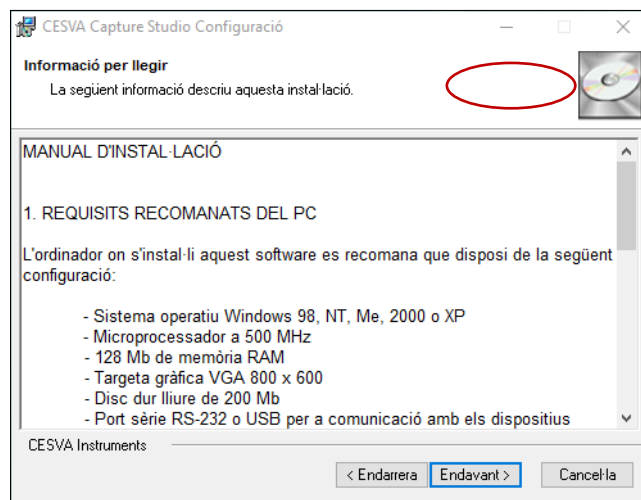 CESVA Capture Studio Configuració
Informació per llegir
La següent informació descriu aquesta instal·lació.
MANUAL D'INSTAL·LACIÓ
1. REQUISITS RECOMANATS DEL PC
L'ordinador on s'instal·li aquest software es recomana que disposi de la següent
configuració:
- Sistema operatiu Windows 98, NT, Me, 2000 o XP
- Microprocessador a 500 MHz
- 128 Mb de memòria RAM
- Targeta gràfica VGA 800 x 600
- Disc dur lliure de 200 Mb
- Port sèrie RS-232 o USB per a comunicació amb els dispositius
CESVA Instruments
< Endarrera
Endavant >
Cancel·la